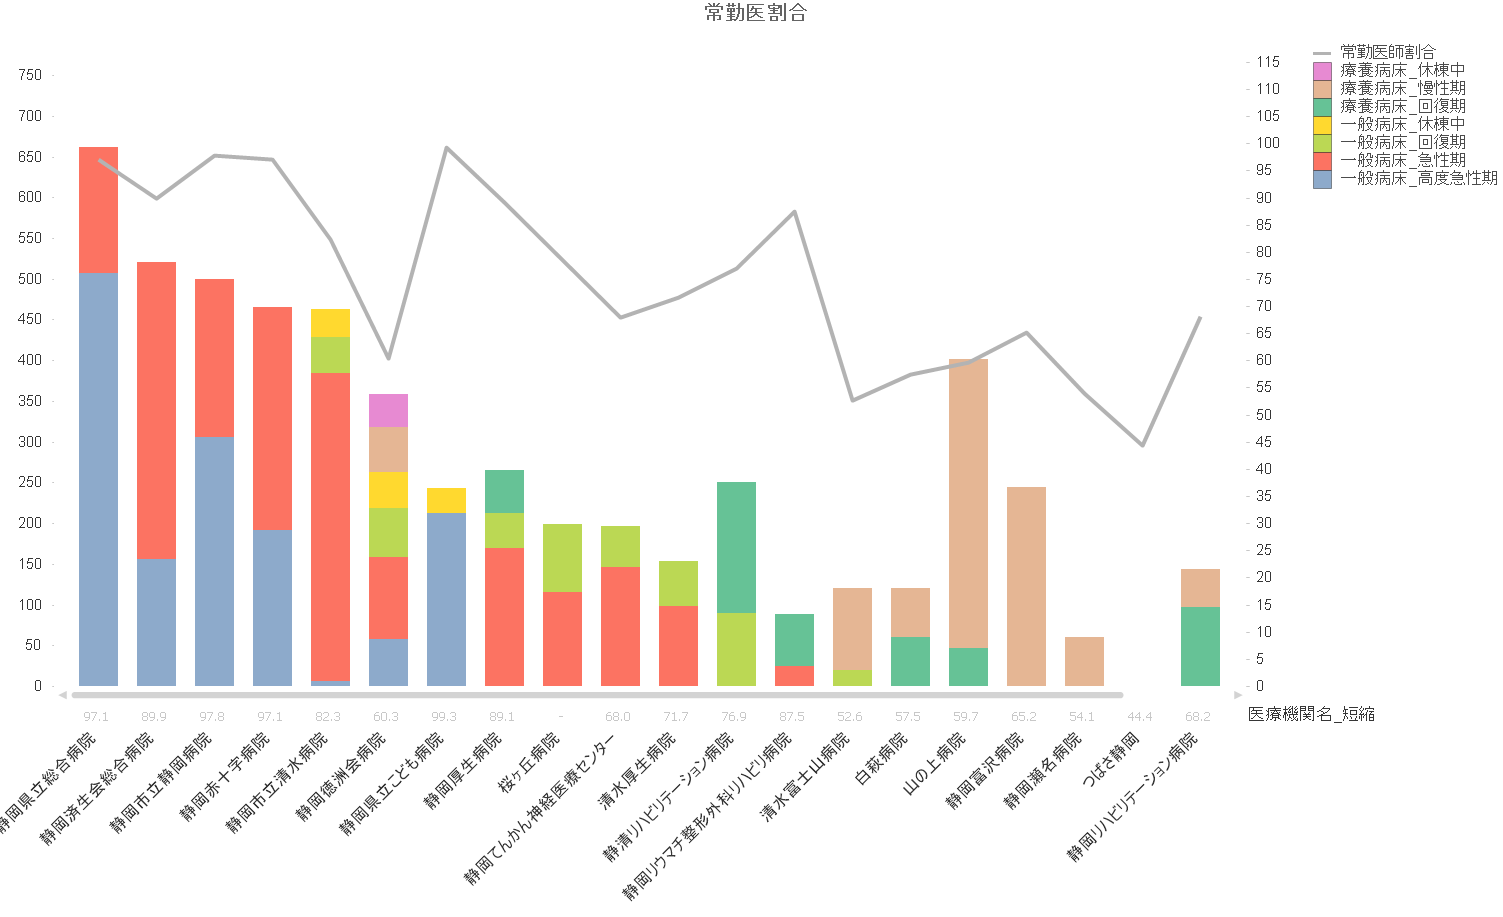 常勤医割合
750
700
650
600
550
500
450
400
350
300
250
200
150
100
50
0
115
110
105
100
95
90
85
80
75
70
65
60
55
50
45
40
35
30
25
20
15
10
5
0
常勤医師割合
療養病床_休棟中
療養病床_慢性期
療養病床_回復期
一般病床_休棟中
一般病床_回復期
一般病床_急性期
一般病床_高度急性期
97.1 89.9 97.8 97.1 82.3 60.3 99.3 89.1 - 68.0 71.7 76.9 87.5 52.6 57.5 59.7 65.2 54.1 44.4 68.2
医療機関名_短縮
静岡県立総合病院
静岡済生会総合病院
静岡市立静岡病院
静岡赤十字病院
静岡市立清水病院
静岡徳洲会病院
静岡県立こども病院
静岡厚生病院
桜ヶ丘病院
静岡てんかん神経医療センター
清水厚生病院
静清リハビリテーション病院
静岡リウマチ整形外科リハビリ病院
清水富士山病院
白萩病院
山の上病院
静岡富沢病院
静岡瀬名病院
つばさ静岡
静岡リハビリテーション病院